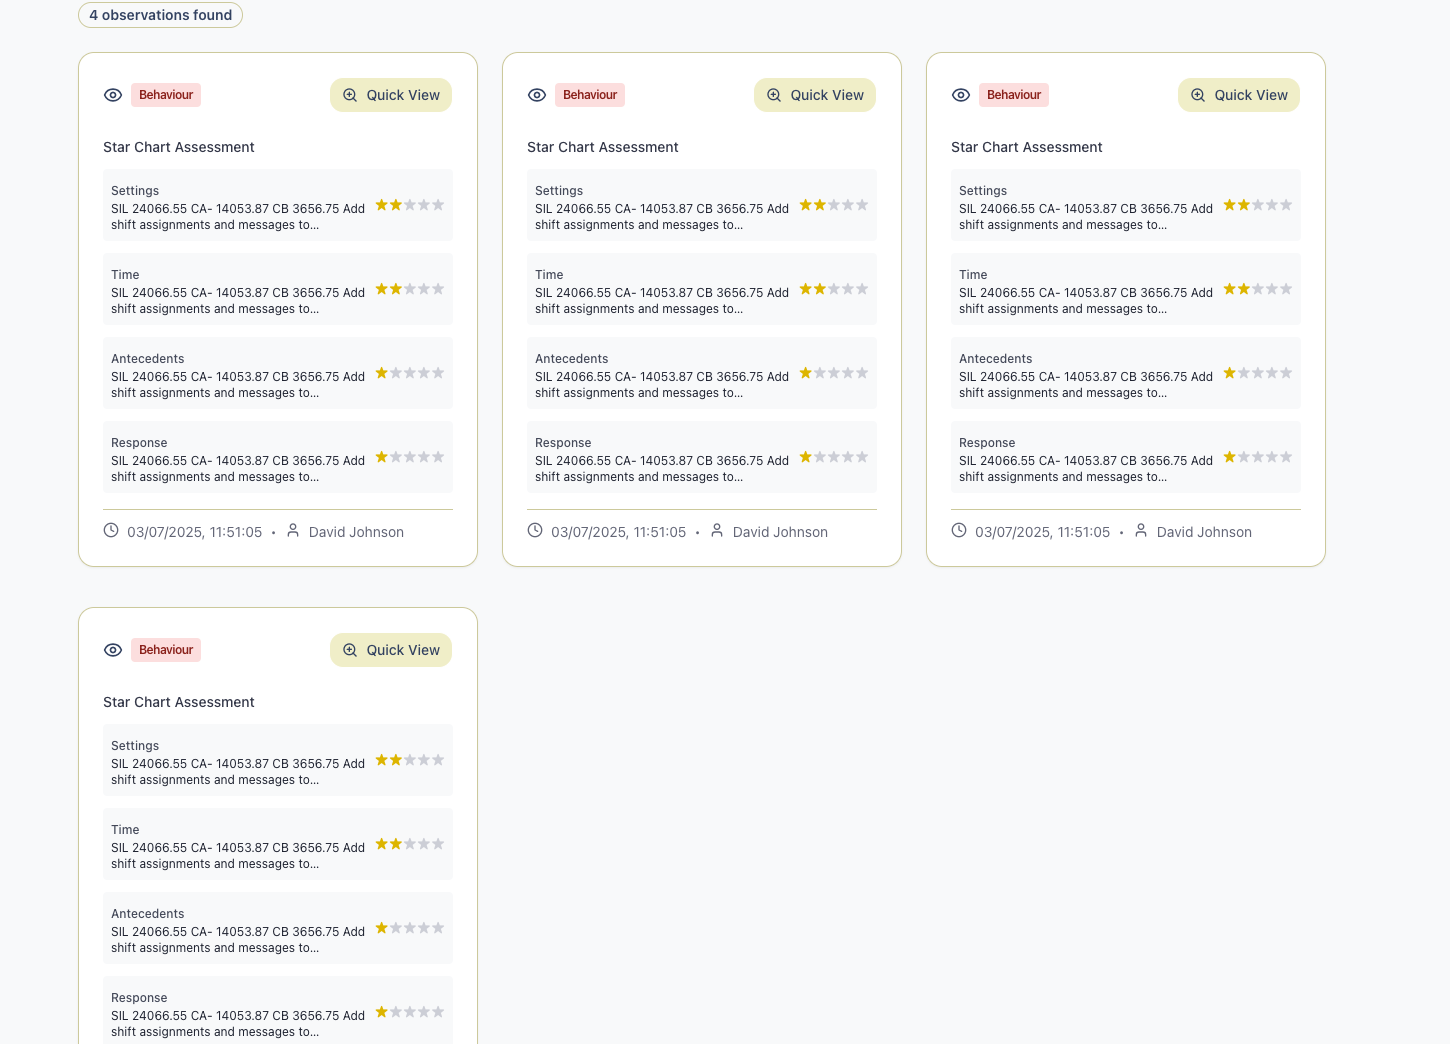 4 observations found
Behaviour
Quick View
Star Chart Assessment
Settings
SIL 24066.55 CA- 14053.87 CB 3656.75 Add
shift assignments and messages to...
Time
SIL 24066.55 CA- 14053.87 CB 3656.75 Add
shift assignments and messages to...
Antecedents
SIL 24066.55 CA- 14053.87 CB 3656.75 Add
shift assignments and messages to...
Response
SIL 24066.55 CA- 14053.87 CB 3656.75 Add
shift assignments and messages to...
03/07/2025, 11:51:05 • David Johnson
Behaviour
Quick View
Star Chart Assessment
Settings
SIL 24066.55 CA- 14053.87 CB 3656.75 Add
shift assignments and messages to...
Time
SIL 24066.55 CA- 14053.87 CB 3656.75 Add
shift assignments and messages to...
Antecedents
SIL 24066.55 CA- 14053.87 CB 3656.75 Add
shift assignments and messages to...
Response
SIL 24066.55 CA- 14053.87 CB 3656.75 Add
shift assignments and messages to...
03/07/2025, 11:51:05 • David Johnson
Behaviour
Quick View
Star Chart Assessment
Settings
SIL 24066.55 CA- 14053.87 CB 3656.75 Add
shift assignments and messages to...
Time
SIL 24066.55 CA- 14053.87 CB 3656.75 Add
shift assignments and messages to...
Antecedents
SIL 24066.55 CA- 14053.87 CB 3656.75 Add
shift assignments and messages to...
Response
SIL 24066.55 CA- 14053.87 CB 3656.75 Add
shift assignments and messages to...
03/07/2025, 11:51:05 • David Johnson
Behaviour
Quick View
Star Chart Assessment
Settings
SIL 24066.55 CA- 14053.87 CB 3656.75 Add
shift assignments and messages to...
Time
SIL 24066.55 CA- 14053.87 CB 3656.75 Add
shift assignments and messages to...
Antecedents
SIL 24066.55 CA- 14053.87 CB 3656.75 Add
shift assignments and messages to...
Response
SIL 24066.55 CA- 14053.87 CB 3656.75 Add
shift assignments and messages to...